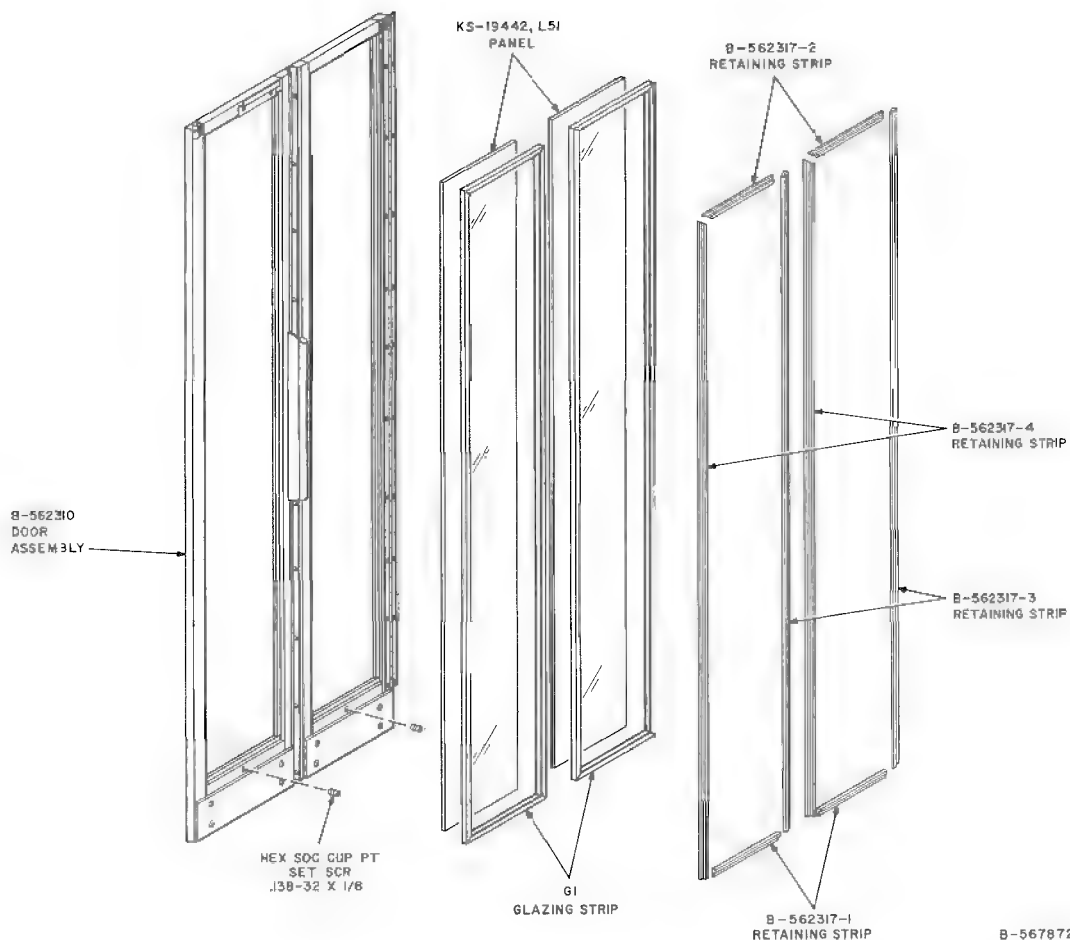 KS-19442, L51
PANEL
B-562317-2
RETAINING STRIP
B-562317-4
RETAINING STRIP
B-562310
DOOR
ASSEMBLY
B-562317-3
RETAINING STRIP
HEX SOC CUP PT
SET SCR
.138-32 X 1/8
G1
GLAZING STRIP
B-562317-1
RETAINING STRIP
B-567872